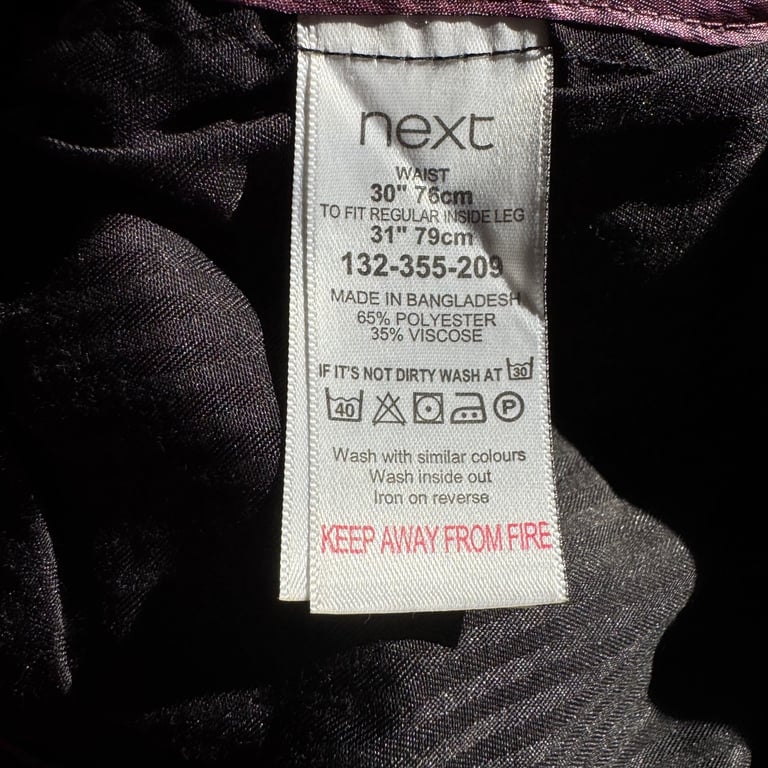 next
WAIST
30" 76cm
TO FIT REGULAR INSIDE LEG
31" 79cm
132-355-209
MADE IN BANGLADESH
65% POLYESTER
35% VISCOSE
IF IT'S NOT DIRTY WASH AT 30
40 P
Wash with similar colours
Wash inside out
Iron on reverse
KEEP AWAY FROM FIRE